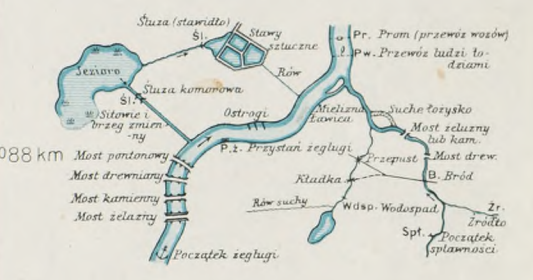 Śluza (stawidło)
Śl.
Stawy
sztuczne
Pr. Prom (przewóz wozów)
Pw. Przewóz ludzi ło-
dziami
Jezioro
Rów
Śluza komorowa
Śl.
Sitowie i
brzeg zmien-
ny
Ostrogi
Mielizna
Ławica
Suche łożysko
Most żelazny
lub kam.
Most drew.
088 km
Most pontonowy
Most drewniany
Most kamienny
Most żelazny
P.ż. Przystań żeglugi
Przepust
Kładka
B. Bród
Rów suchy
Wdsp. Wodospad
Źr.
Źródło
Spł.
Początek
spławności
Początek żeglugi